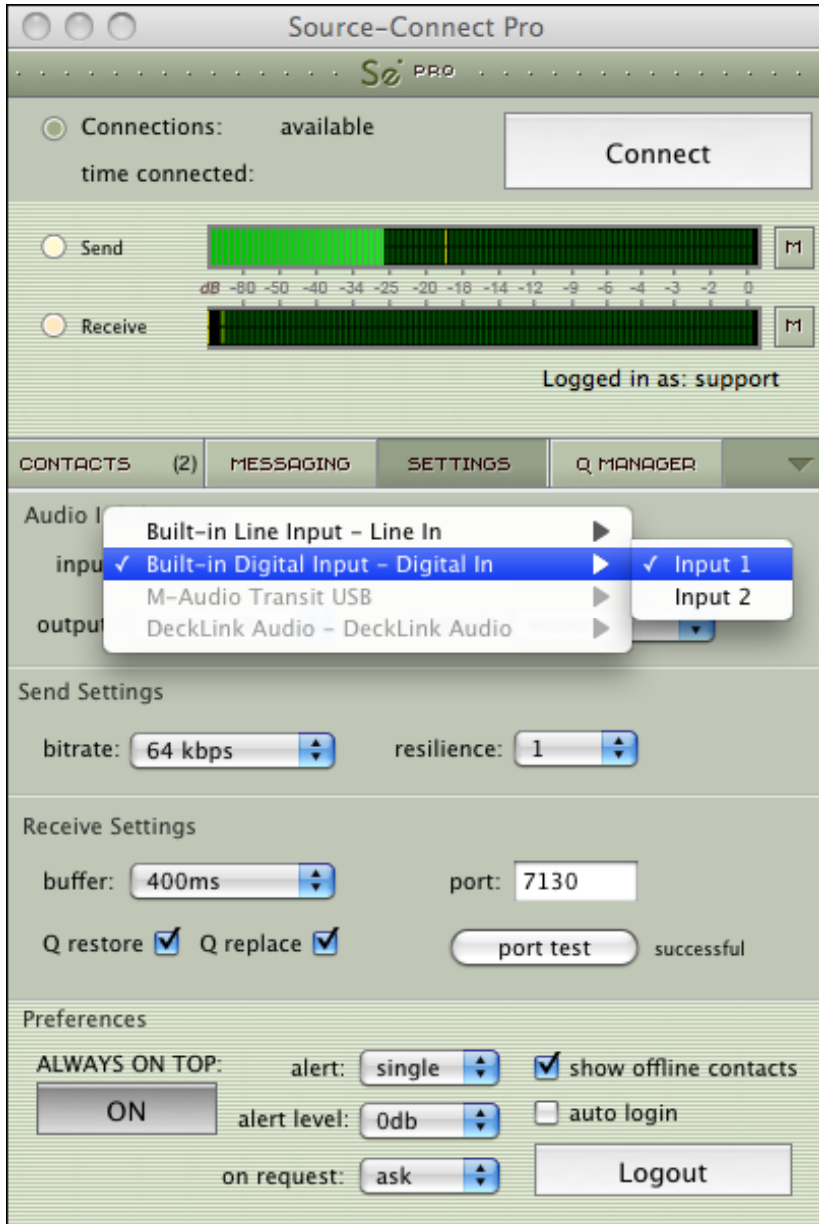 Source-Connect Pro
Sc PRO
Connections: available
Connect
time connected:
Send
M
dB -80 -50 -40 -34 -25 -20 -18 -14 -12 -9 -6 -4 -3 -2 0
Receive
M
Logged in as: support
CONTACTS (2) MESSAGING SETTINGS Q MANAGER
Audio I
Built-in Line Input - Line In
inpu ✓ Built-in Digital Input - Digital In ✓ Input 1
M-Audio Transit USB Input 2
output DeckLink Audio - DeckLink Audio
Send Settings
bitrate: 64 kbps resilience: 1
Receive Settings
buffer: 400ms port: 7130
Q restore Q replace port test successful
Preferences
ALWAYS ON TOP: alert: single show offline contacts
ON alert level: 0db auto login
on request: ask Logout